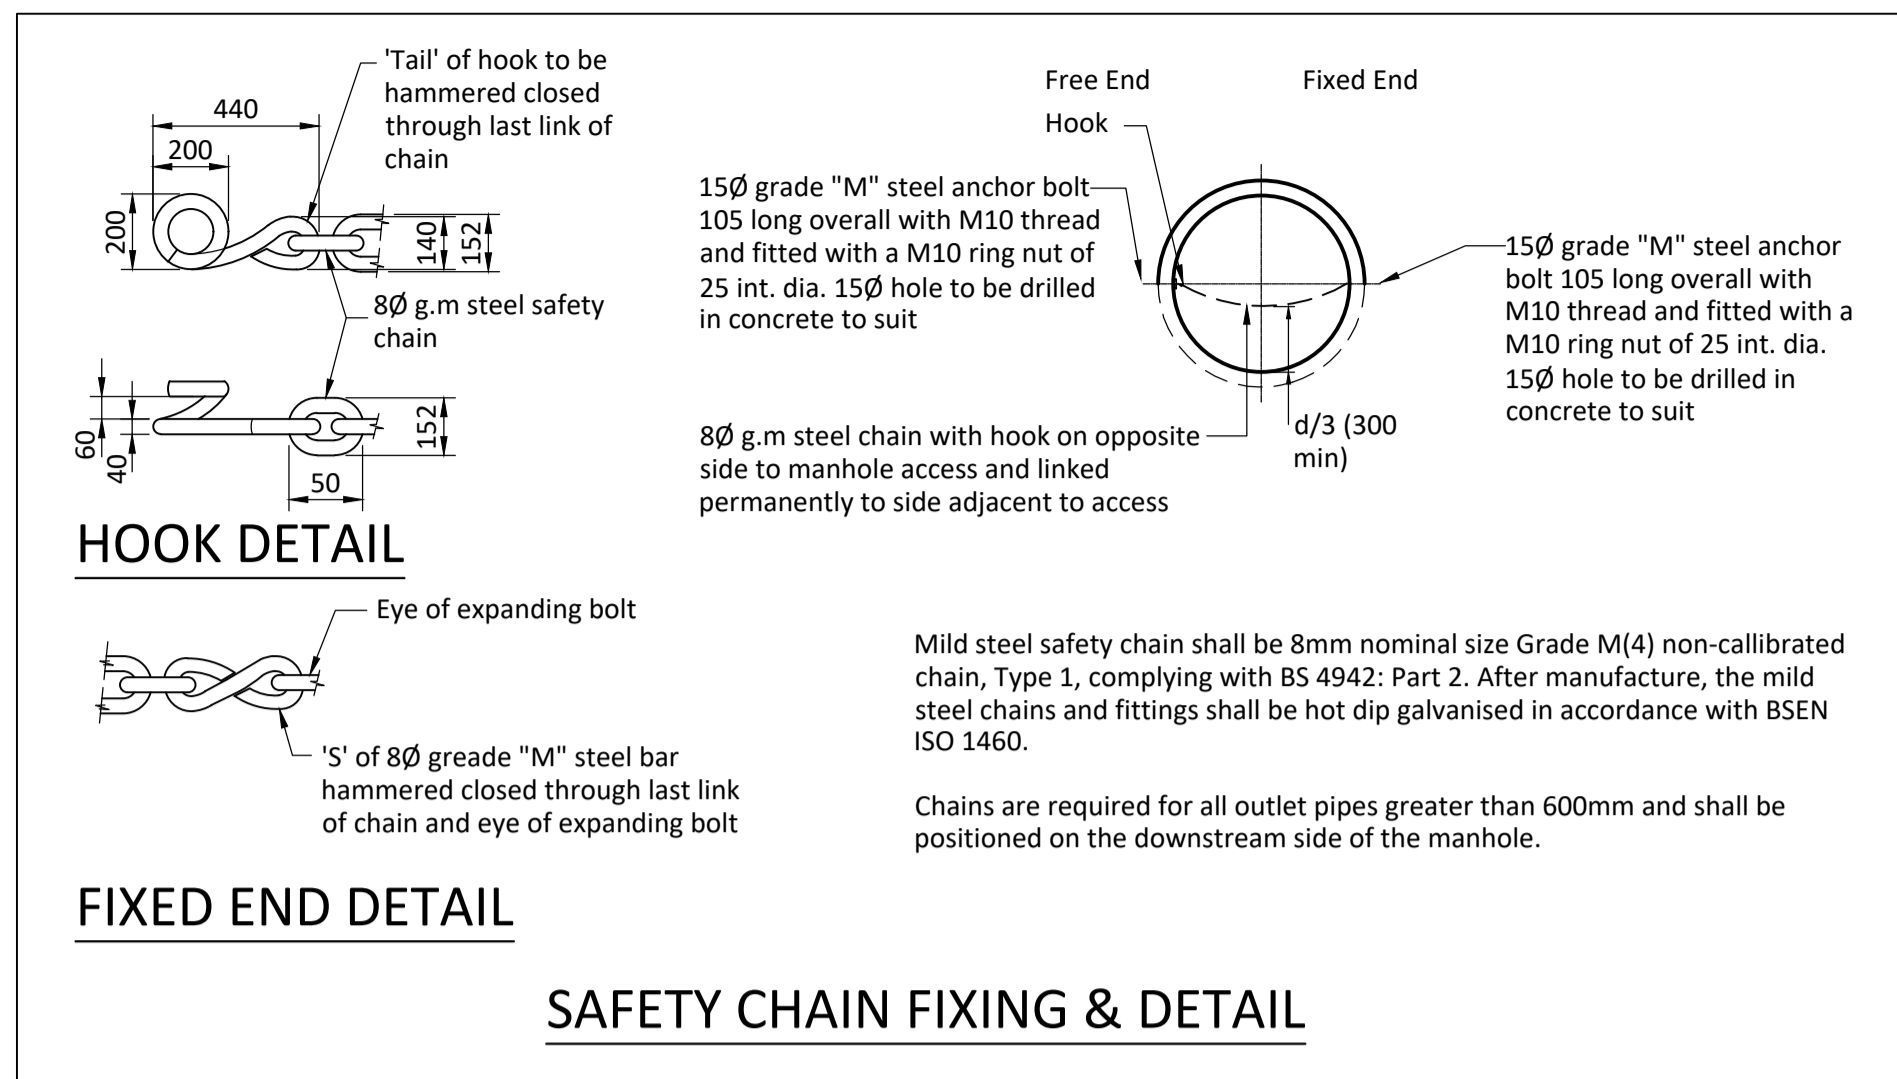 'Tail' of hook to be
hammered closed
through last link of
chain
440
200
200
140
152
8Ø g.m steel safety
chain
60
40
152
50
HOOK DETAIL
Free End
Fixed End
Hook
15Ø grade "M" steel anchor bolt
105 long overall with M10 thread
and fitted with a M10 ring nut of
25 int. dia. 15Ø hole to be drilled
in concrete to suit
15Ø grade "M" steel anchor
bolt 105 long overall with
M10 thread and fitted with a
M10 ring nut of 25 int. dia.
15Ø hole to be drilled in
concrete to suit
8Ø g.m steel chain with hook on opposite
side to manhole access and linked
permanently to side adjacent to access
d/3 (300
min)
Eye of expanding bolt
'S' of 8Ø greade "M" steel bar
hammered closed through last link
of chain and eye of expanding bolt
FIXED END DETAIL
Mild steel safety chain shall be 8mm nominal size Grade M(4) non-callibrated
chain, Type 1, complying with BS 4942: Part 2. After manufacture, the mild
steel chains and fittings shall be hot dip galvanised in accordance with BSEN
ISO 1460.
Chains are required for all outlet pipes greater than 600mm and shall be
positioned on the downstream side of the manhole.
SAFETY CHAIN FIXING & DETAIL